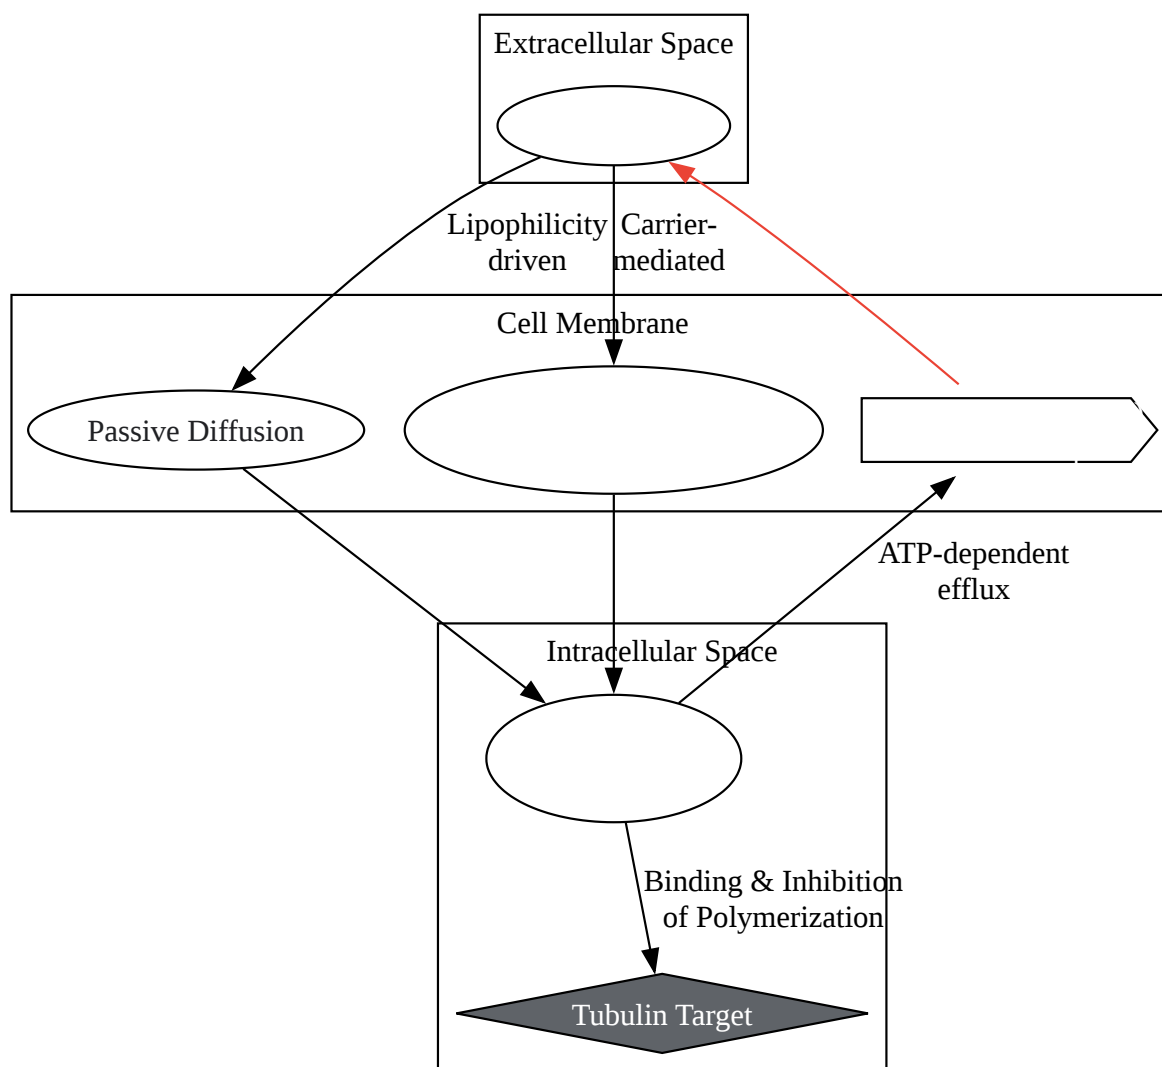 Extracellular Space
Lipophilicity
driven
Carrier-
mediated
Cell Membrane
Passive Diffusion
ATP-dependent
efflux
Intracellular Space
Binding & Inhibition
of Polymerization
Tubulin Target